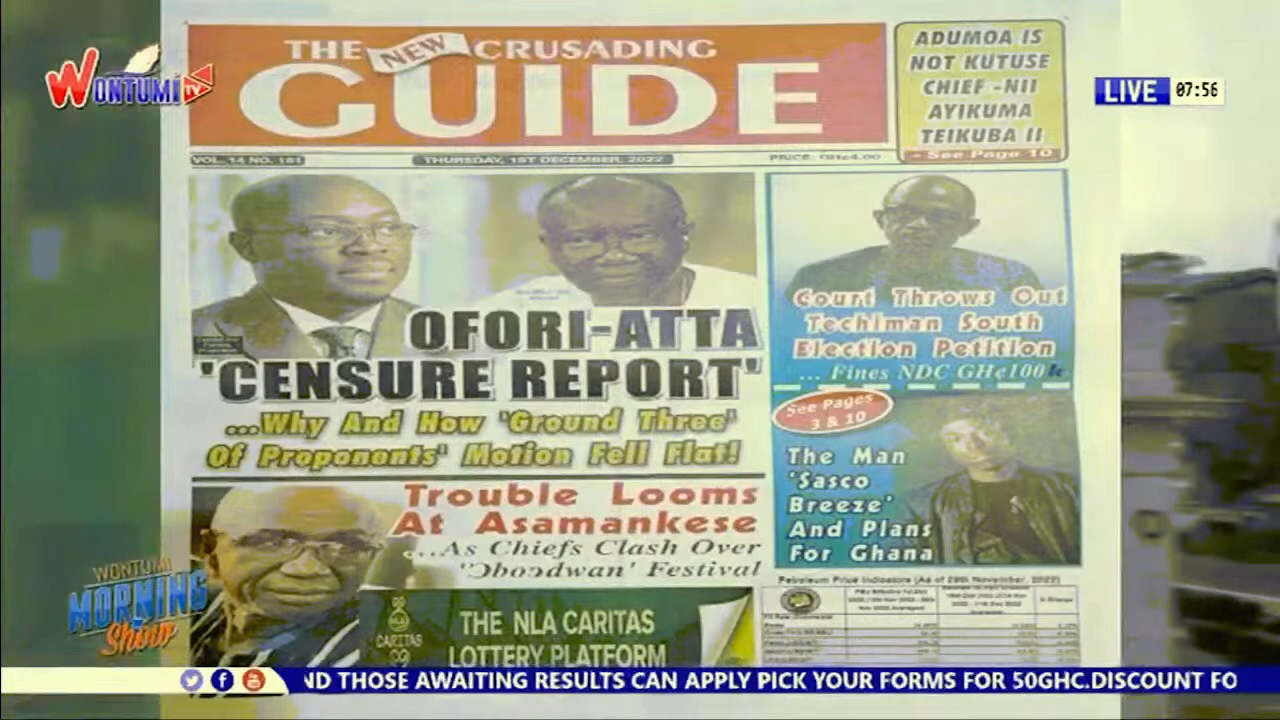 WONTUMI TV
THE NEW CRUSADING
GUIDE
ADUMOA IS
NOT KUTUSE
CHIEF -NII
AYIKUMA
TEIKUBA II
- See Page 10
LIVE 07:56
VOL. 14 NO. 181
THURSDAY, 1ST DECEMBER, 2022
PRICE: GH¢4.00
OFORI-ATTA
'CENSURE REPORT'
...Why And How 'Ground Three'
Of Proponents' Motion Fell Flat!
Court Throws Out
Techiman South
Election Petition
... Fines NDC GH¢100k
See Pages
3 & 10
The Man
'Sasco
Breeze'
And Plans
For Ghana
Trouble Looms
At Asamankese
...As Chiefs Clash Over
'Ɔboɔdwan' Festival
Petroleum Price Indicators (As of 29th November, 2022)
% Change
CARITAS
THE NLA CARITAS
LOTTERY PLATFORM
WONTUMI
MORNING
Show
ND THOSE AWAITING RESULTS CAN APPLY PICK YOUR FORMS FOR 50GHC.DISCOUNT FO